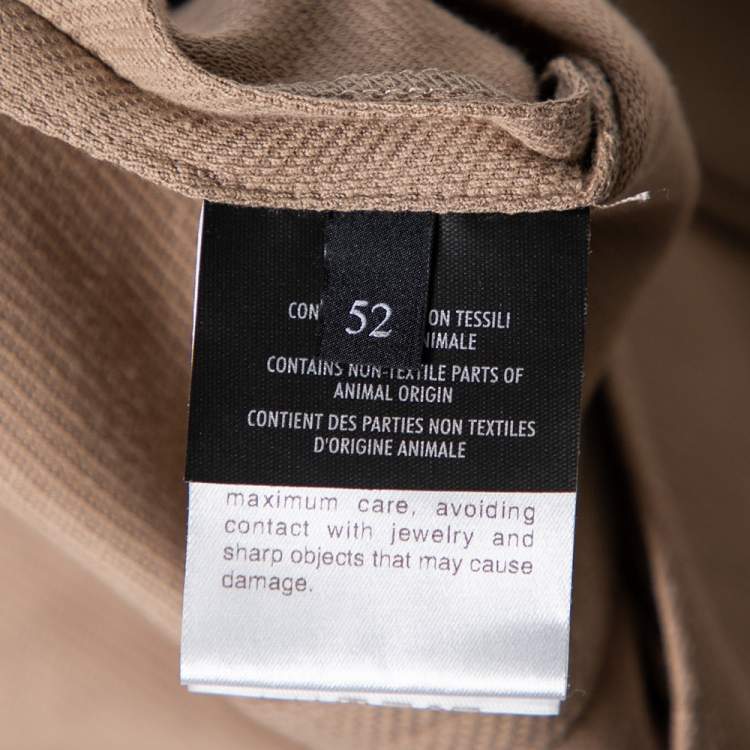 52
CON ON TESSILI
NIMALE
CONTAINS NON-TEXTILE PARTS OF
ANIMAL ORIGIN
CONTIENT DES PARTIES NON TEXTILES
D'ORIGINE ANIMALE
maximum care, avoiding
contact with jewelry and
sharp objects that may cause
damage.